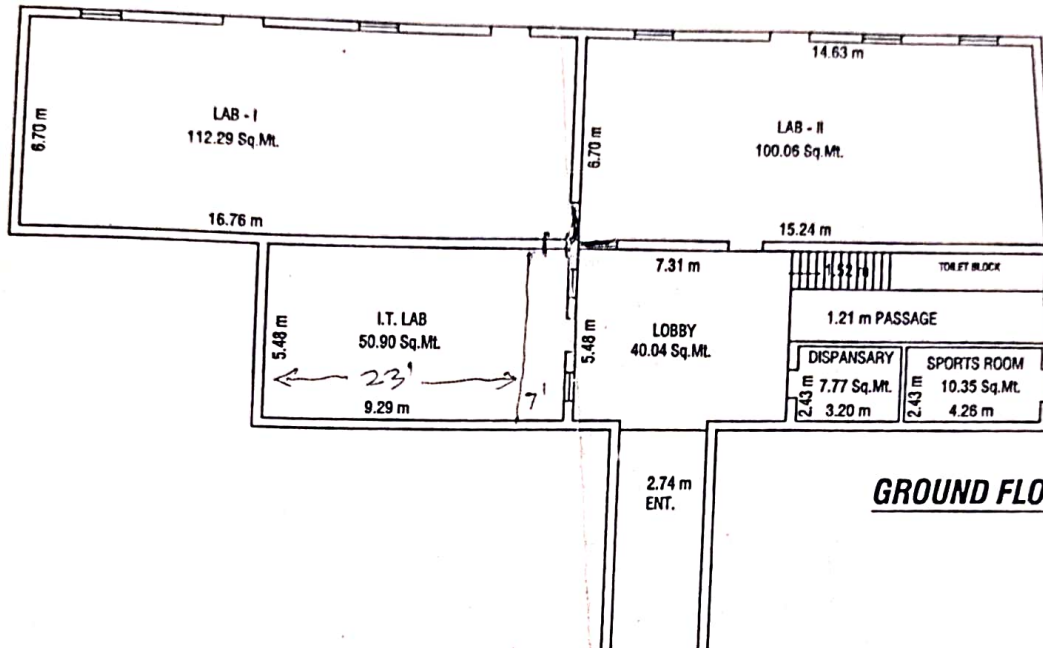 14.63 m
6.70 m
LAB - I
112.29 Sq.Mt.
16.76 m
6.70 m
LAB - II
100.06 Sq.Mt.
15.24 m
7.31 m
1.52 m
TOILET BLOCK
5.48 m
I.T. LAB
50.90 Sq.Mt.
23'
9.29 m
7'
5.48 m
LOBBY
40.04 Sq.Mt.
1.21 m PASSAGE
DISPANSARY
2.43 m
7.77 Sq.Mt.
3.20 m
SPORTS ROOM
2.43 m
10.35 Sq.Mt.
4.26 m
2.74 m
ENT.
GROUND FLO